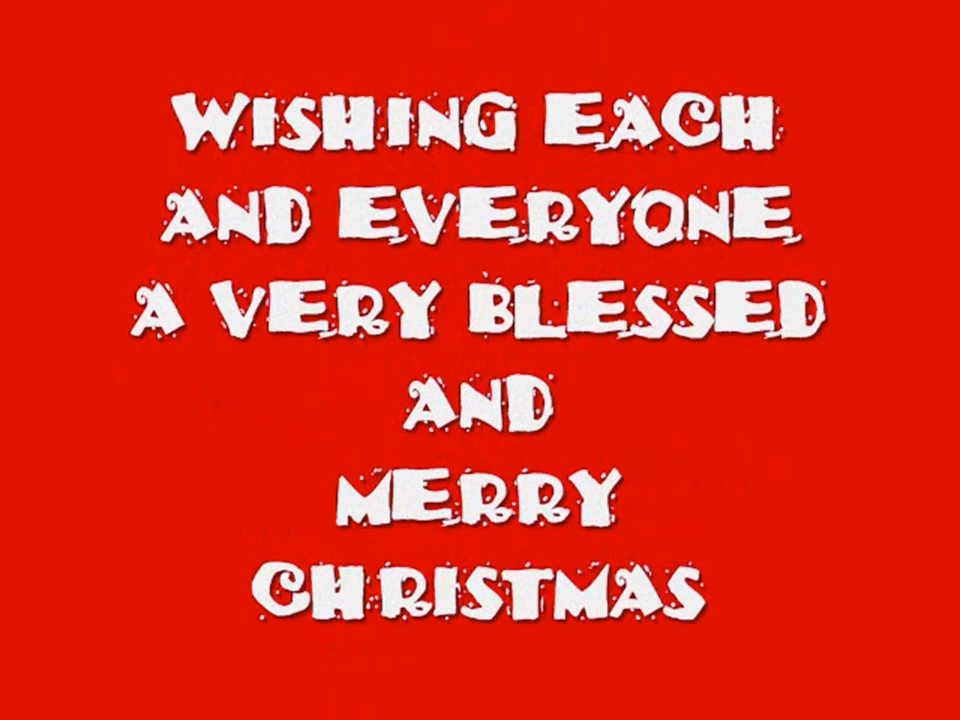 WISHING EACH
AND EVERYONE
A VERY BLESSED
AND
MERRY
CHRISTMAS